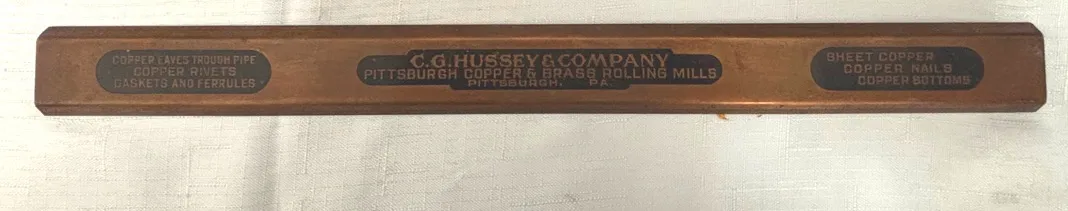 COPPER EAVES TROUGH PIPE
COPPER RIVETS
GASKETS AND FERRULES
C.G. HUSSEY & COMPANY
PITTSBURGH COPPER & BRASS ROLLING MILLS
PITTSBURGH, PA.
SHEET COPPER
COPPER NAILS
COPPER BOTTOMS